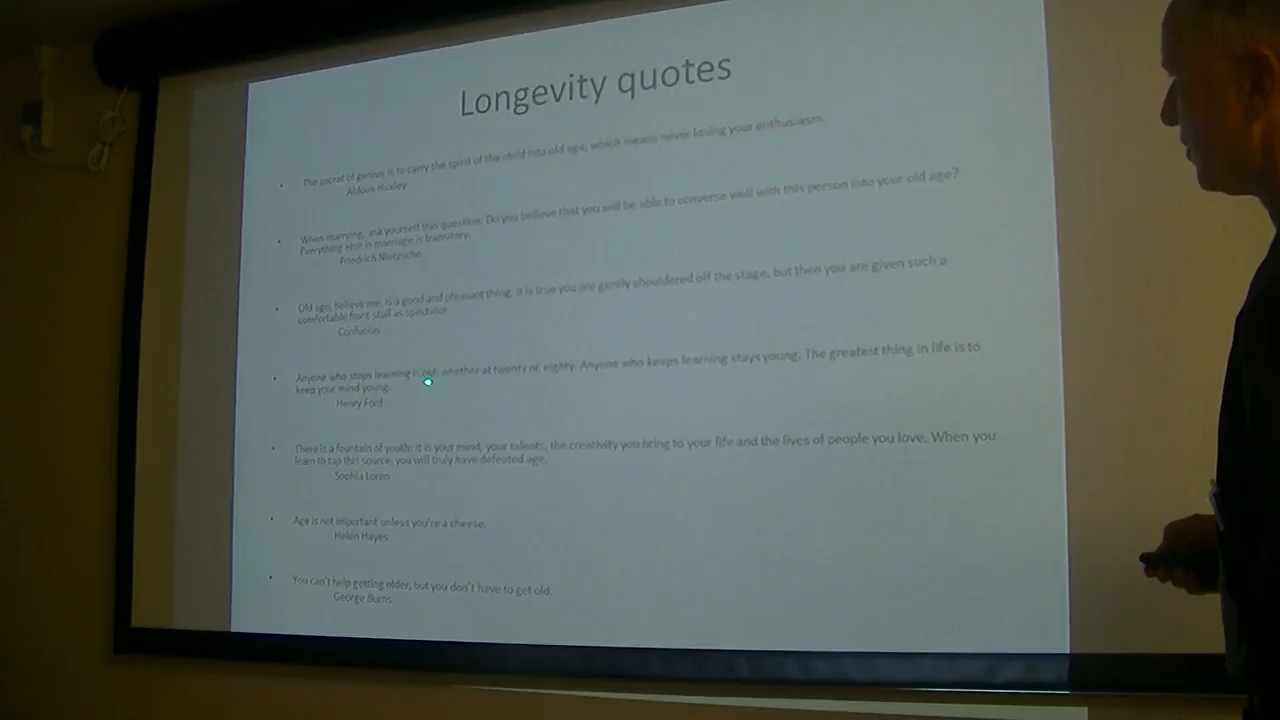 Longevity quotes
• The secret of genius is to carry the spirit of the child into old age, which means never losing your enthusiasm.
Aldous Huxley
• When marrying, ask yourself this question: Do you believe that you will be able to converse well with this person into your old age?
Everything else in marriage is transitory.
Friedrich Nietzsche
• Old age, believe me, is a good and pleasant thing. It is true you are gently shouldered off the stage, but then you are given such a
comfortable front stall as spectator
Confucius
• Anyone who stops learning is old, whether at twenty or eighty. Anyone who keeps learning stays young. The greatest thing in life is to
keep your mind young.
Henry Ford
• There is a fountain of youth: it is your mind, your talents, the creativity you bring to your life and the lives of people you love. When you
learn to tap this source, you will truly have defeated age.
Sophia Loren
• Age is not important unless you're a cheese.
Helen Hayes
• You can't help getting older, but you don't have to get old.
George Burns